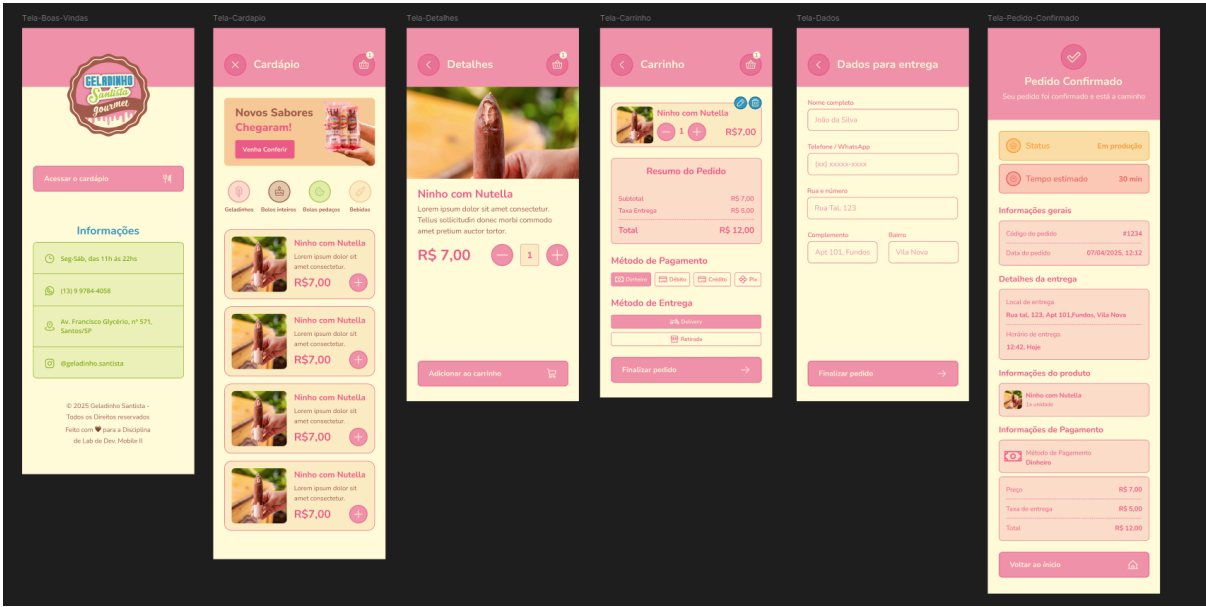 Tela-Boas-Vindas
GELADINHO
Santista
gourmet
Acessar o cardápio
Informações
Seg-Sáb, das 11h ás 22hs
(13) 9 9784-4058
Av. Francisco Glycério, nº 571,
Santos/SP
@geladinho.santista
© 2025 Geladinho Santista -
Todos os Direitos reservados
Feito com 🤎 para a Disciplina
de Lab de Dev. Mobile II
Tela-Cardapio
Cardápio
1
Novos Sabores
Chegaram!
Venha Conferir
Geladinhos
Bolos inteiros
Bolos pedaços
Bebidas
Ninho com Nutella
Lorem ipsum dolor sit
amet consectetur.
R$7,00
Ninho com Nutella
Lorem ipsum dolor sit
amet consectetur.
R$7,00
Ninho com Nutella
Lorem ipsum dolor sit
amet consectetur.
R$7,00
Ninho com Nutella
Lorem ipsum dolor sit
amet consectetur.
R$7,00
Tela-Detalhes
Detalhes
1
Ninho com Nutella
Lorem ipsum dolor sit amet consectetur.
Tellus sollicitudin donec morbi commodo
amet pretium auctor tortor.
R$ 7,00
1
Adicionar ao carrinho
Tela-Carrinho
Carrinho
1
Ninho com Nutella
1
R$7,00
Resumo do Pedido
Subtotal R$ 7,00
Taxa Entrega R$ 5,00
Total R$ 12,00
Método de Pagamento
Dinheiro
Débito
Crédito
Pix
Método de Entrega
Delivery
Retirada
Finalizar pedido
Tela-Dados
Dados para entrega
Nome completo
João da Silva
Telefone / WhatsApp
(xx) xxxxx-xxxx
Rua e número
Rua Tal, 123
Complemento
Bairro
Apt 101, Fundos
Vila Nova
Finalizar pedido
Tela-Pedido-Confirmado
Pedido Confirmado
Seu pedido foi confirmado e está a caminho
Status Em produção
Tempo estimado 30 min
Informações gerais
Código do pedido #1234
Data do pedido 07/04/2025, 12:12
Detalhes da entrega
Local de entrega
Rua tal, 123, Apt 101,Fundos, Vila Nova
Horário de entrega
12:42, Hoje
Informações do produto
Ninho com Nutella
1x unidade
Informações de Pagamento
Método de Pagamento
Dinheiro
Preço R$ 7,00
Taxa de entrega R$ 5,00
Total R$ 12,00
Voltar ao Ínicio